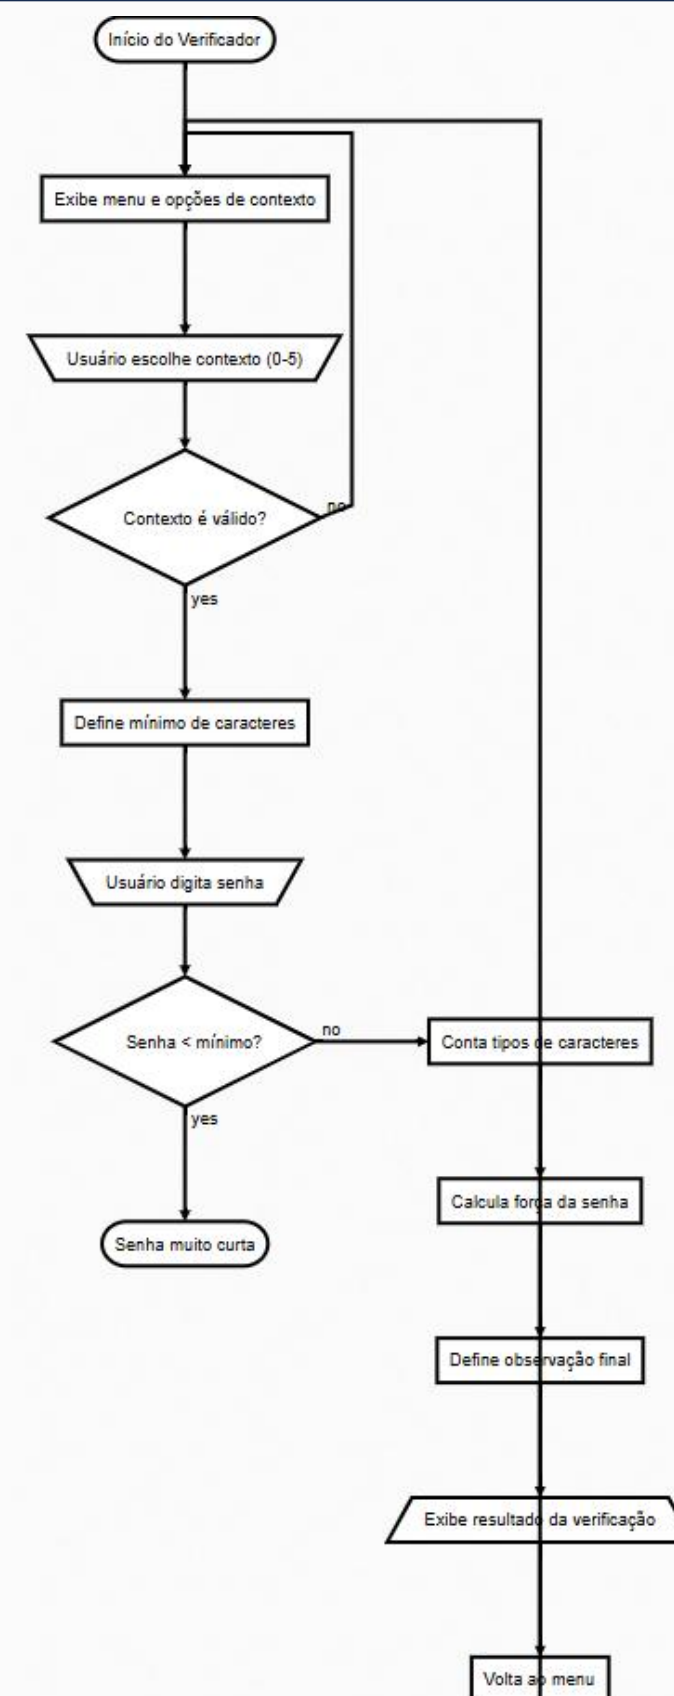 Início do Verificador
Exibe menu e opções de contexto
Usuário escolhe contexto (0-5)
Contexto é válido?
no
yes
Define mínimo de caracteres
Usuário digita senha
Senha < mínimo?
no
Conta tipos de caracteres
yes
Calcula força da senha
Senha muito curta
Define observação final
Exibe resultado da verificação
Volta ao menu